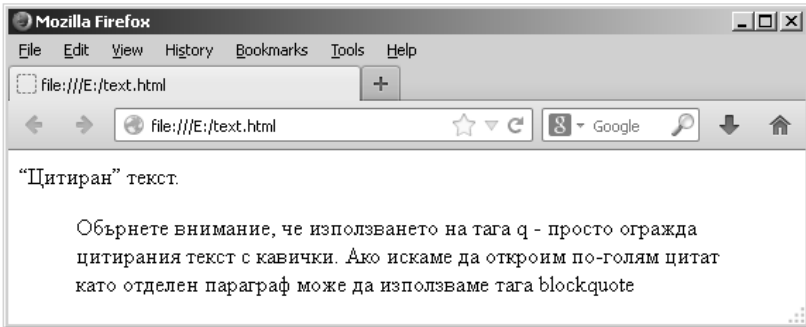 Mozilla Firefox
File Edit View History Bookmarks Tools Help
file:///E:/text.html
file:///E:/text.html
8 Google
“Цитиран” текст.
Обърнете внимание, че използването на тага q - просто огражда
цитирания текст с кавички. Ако искаме да откроим по-голям цитат
като отделен параграф може да използваме тага blockquote